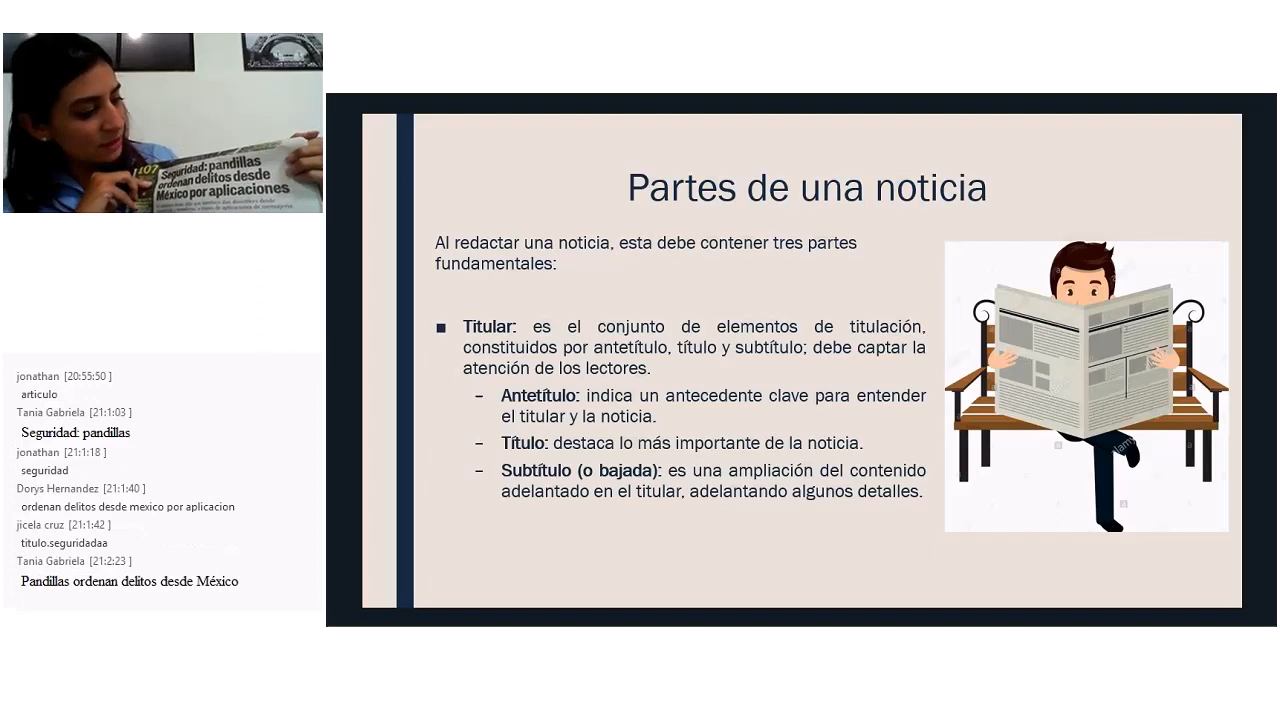 107
Seguridad: pandillas
ordenan delitos desde
México por aplicaciones
jonathan [20:55:50 ]
articulo
Tania Gabriela [21:1:03 ]
Seguridad: pandillas
jonathan [21:1:18 ]
seguridad
Dorys Hernandez [21:1:40 ]
ordenan delitos desde mexico por aplicacion
jicela cruz [21:1:42 ]
titulo.seguridadaa
Tania Gabriela [21:2:23 ]
Pandillas ordenan delitos desde México
Partes de una noticia
Al redactar una noticia, esta debe contener tres partes
fundamentales:
■ Titular: es el conjunto de elementos de titulación,
constituidos por antetítulo, título y subtítulo; debe captar la
atención de los lectores.
– Antetítulo: indica un antecedente clave para entender
el titular y la noticia.
– Título: destaca lo más importante de la noticia.
– Subtítulo (o bajada): es una ampliación del contenido
adelantado en el titular, adelantando algunos detalles.